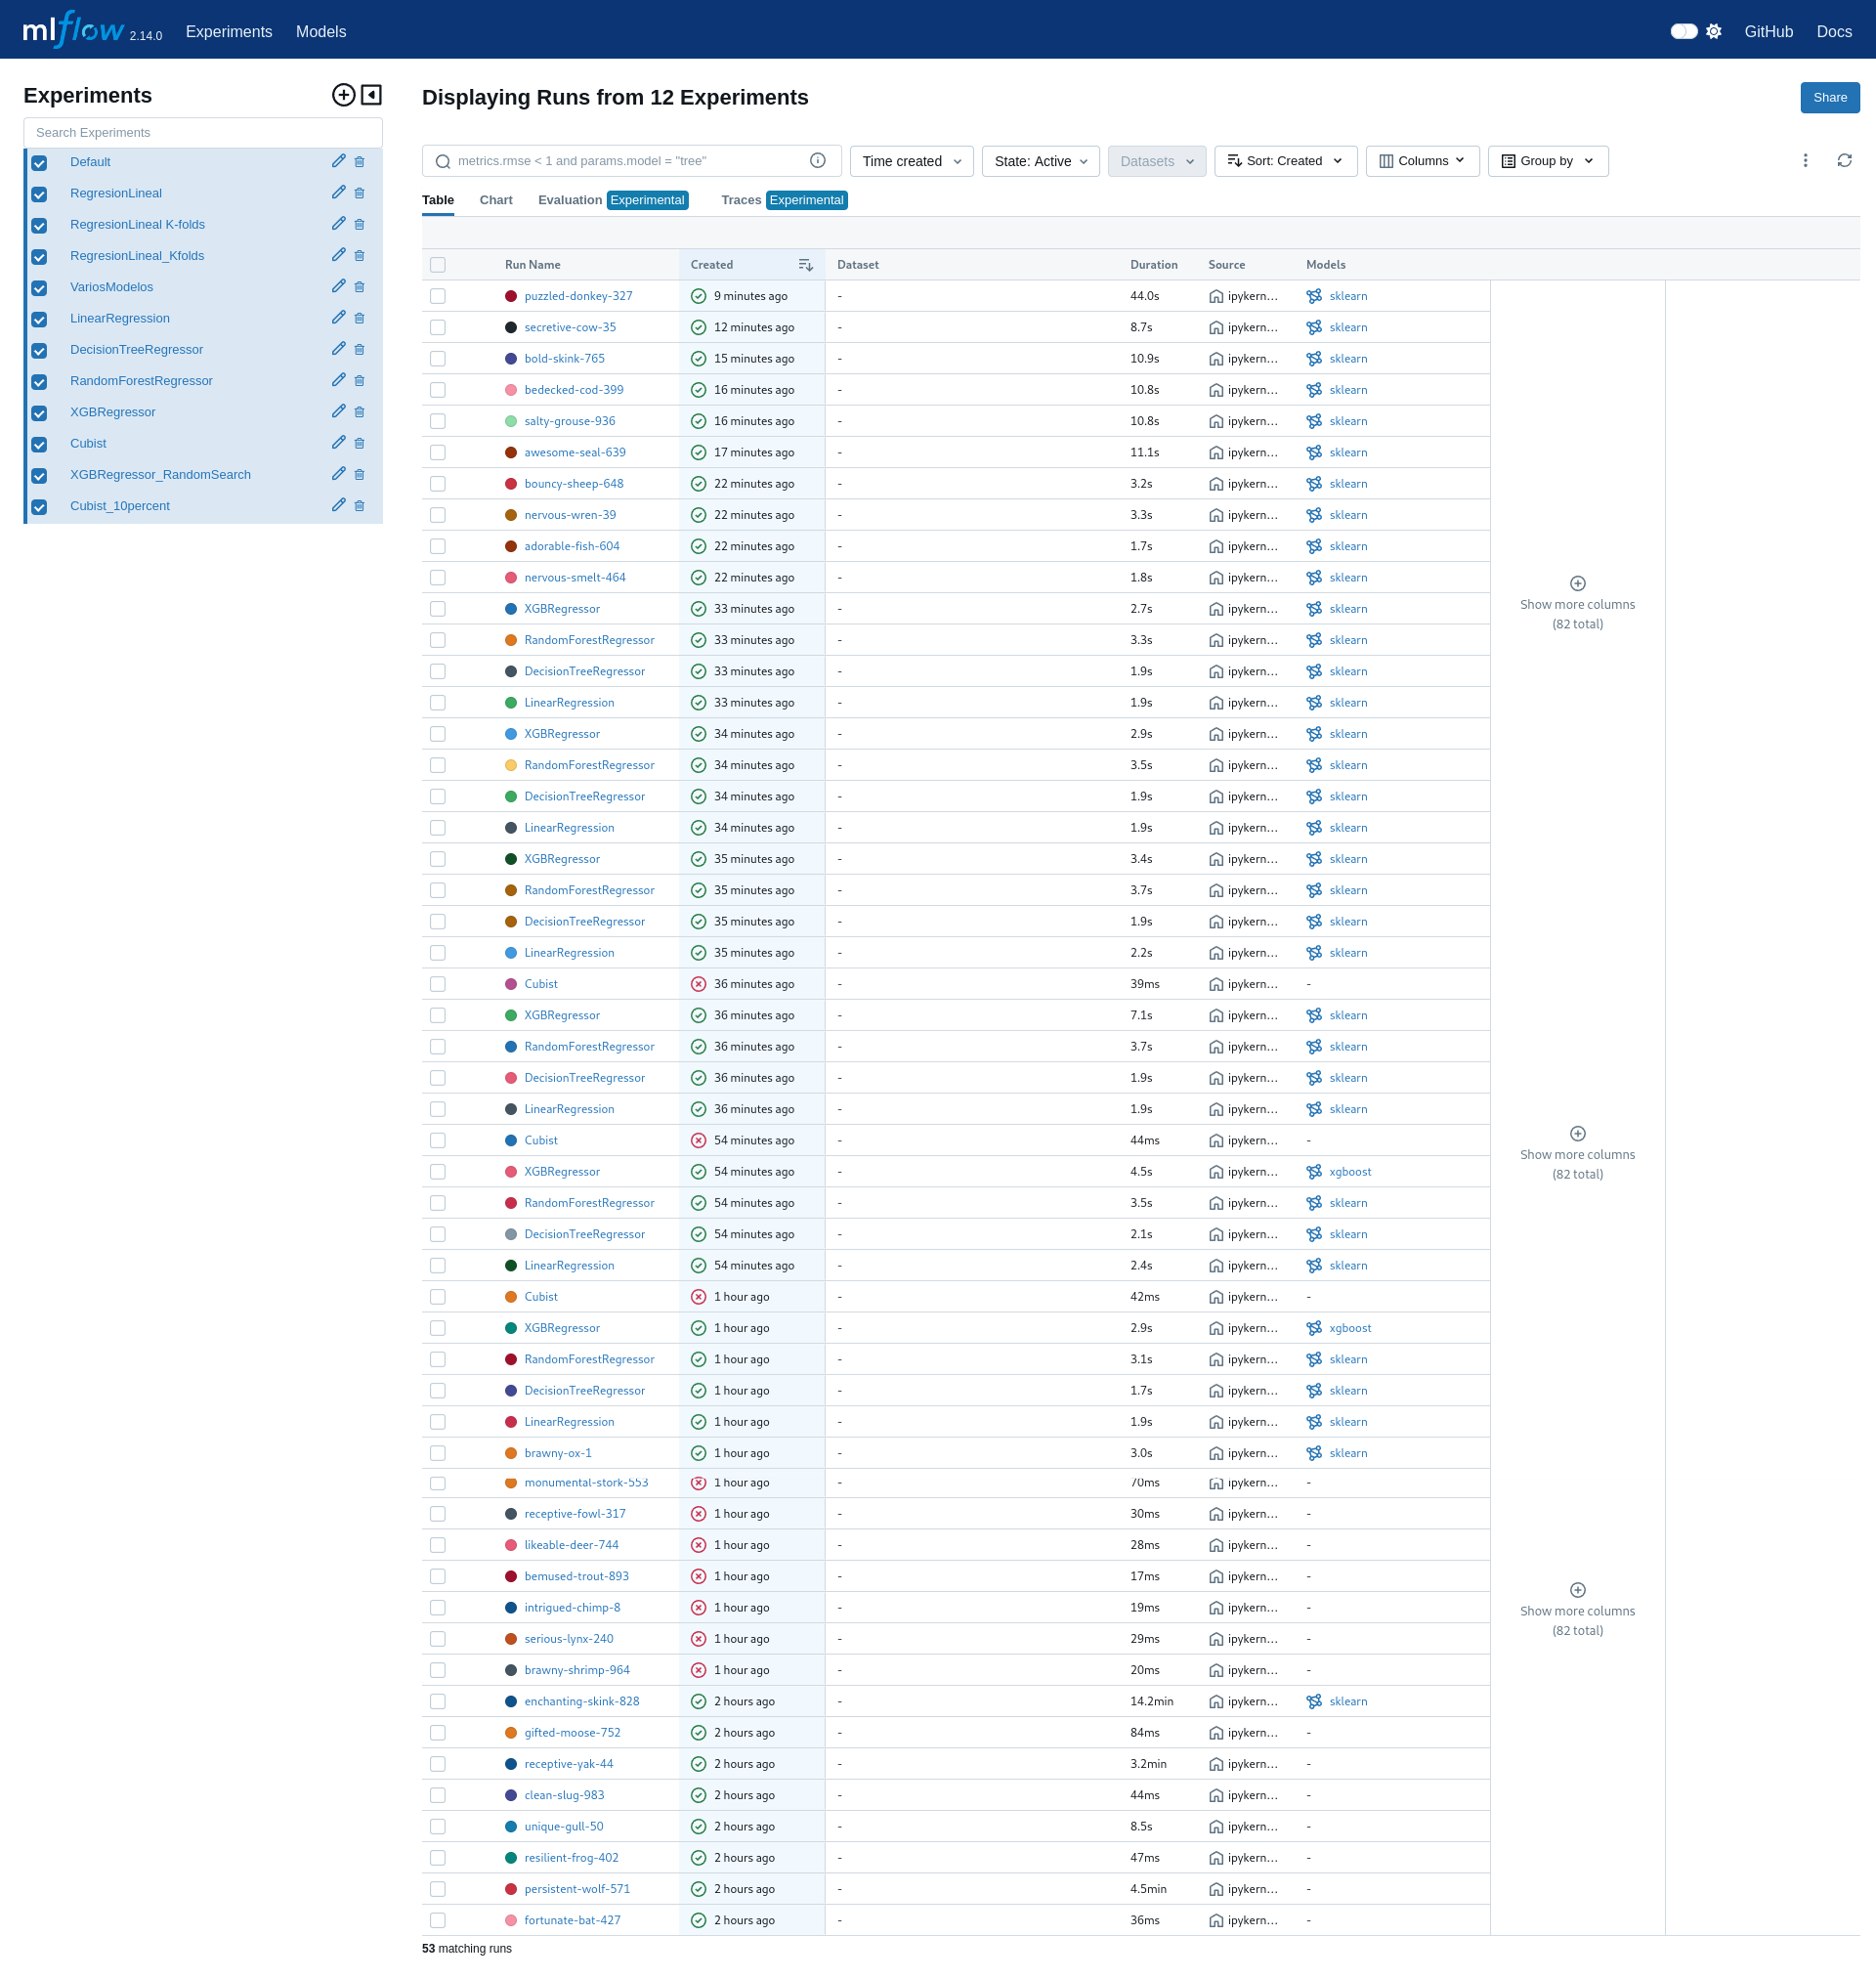 mlflow 2.14.0 Experiments Models GitHub Docs
Experiments
Search Experiments
Default
RegresionLineal
RegresionLineal K-folds
RegresionLineal_Kfolds
VariosModelos
LinearRegression
DecisionTreeRegressor
RandomForestRegressor
XGBRegressor
Cubist
XGBRegressor_RandomSearch
Cubist_10percent
Displaying Runs from 12 Experiments
Share
metrics.rmse < 1 and params.model = "tree" Time created State: Active Datasets Sort: Created Columns Group by
Table Chart Evaluation Experimental Traces Experimental
Run Name Created Dataset Duration Source Models
puzzled-donkey-327 9 minutes ago - 44.0s ipykern... sklearn
secretive-cow-35 12 minutes ago - 8.7s ipykern... sklearn
bold-skink-765 15 minutes ago - 10.9s ipykern... sklearn
bedecked-cod-399 16 minutes ago - 10.8s ipykern... sklearn
salty-grouse-936 16 minutes ago - 10.8s ipykern... sklearn
awesome-seal-639 17 minutes ago - 11.1s ipykern... sklearn
bouncy-sheep-648 22 minutes ago - 3.2s ipykern... sklearn
nervous-wren-39 22 minutes ago - 3.3s ipykern... sklearn
adorable-fish-604 22 minutes ago - 1.7s ipykern... sklearn
nervous-smelt-464 22 minutes ago - 1.8s ipykern... sklearn
XGBRegressor 33 minutes ago - 2.7s ipykern... sklearn
RandomForestRegressor 33 minutes ago - 3.3s ipykern... sklearn
DecisionTreeRegressor 33 minutes ago - 1.9s ipykern... sklearn
LinearRegression 33 minutes ago - 1.9s ipykern... sklearn
XGBRegressor 34 minutes ago - 2.9s ipykern... sklearn
RandomForestRegressor 34 minutes ago - 3.5s ipykern... sklearn
DecisionTreeRegressor 34 minutes ago - 1.9s ipykern... sklearn
LinearRegression 34 minutes ago - 1.9s ipykern... sklearn
XGBRegressor 35 minutes ago - 3.4s ipykern... sklearn
RandomForestRegressor 35 minutes ago - 3.7s ipykern... sklearn
DecisionTreeRegressor 35 minutes ago - 1.9s ipykern... sklearn
LinearRegression 35 minutes ago - 2.2s ipykern... sklearn
Cubist 36 minutes ago - 39ms ipykern... -
XGBRegressor 36 minutes ago - 7.1s ipykern... sklearn
RandomForestRegressor 36 minutes ago - 3.7s ipykern... sklearn
DecisionTreeRegressor 36 minutes ago - 1.9s ipykern... sklearn
LinearRegression 36 minutes ago - 1.9s ipykern... sklearn
Cubist 54 minutes ago - 44ms ipykern... -
XGBRegressor 54 minutes ago - 4.5s ipykern... xgboost
RandomForestRegressor 54 minutes ago - 3.5s ipykern... sklearn
DecisionTreeRegressor 54 minutes ago - 2.1s ipykern... sklearn
LinearRegression 54 minutes ago - 2.4s ipykern... sklearn
Cubist 1 hour ago - 42ms ipykern... -
XGBRegressor 1 hour ago - 2.9s ipykern... xgboost
RandomForestRegressor 1 hour ago - 3.1s ipykern... sklearn
DecisionTreeRegressor 1 hour ago - 1.7s ipykern... sklearn
LinearRegression 1 hour ago - 1.9s ipykern... sklearn
brawny-ox-1 1 hour ago - 3.0s ipykern... sklearn
monumental-stork-553 1 hour ago - 70ms ipykern... -
receptive-fowl-317 1 hour ago - 30ms ipykern... -
likeable-deer-744 1 hour ago - 28ms ipykern... -
bemused-trout-893 1 hour ago - 17ms ipykern... -
intrigued-chimp-8 1 hour ago - 19ms ipykern... -
serious-lynx-240 1 hour ago - 29ms ipykern... -
brawny-shrimp-964 1 hour ago - 20ms ipykern... -
enchanting-skink-828 2 hours ago - 14.2min ipykern... sklearn
gifted-moose-752 2 hours ago - 84ms ipykern... -
receptive-yak-44 2 hours ago - 3.2min ipykern... -
clean-slug-983 2 hours ago - 44ms ipykern... -
unique-gull-50 2 hours ago - 8.5s ipykern... -
resilient-frog-402 2 hours ago - 47ms ipykern... -
persistent-wolf-571 2 hours ago - 4.5min ipykern... -
fortunate-bat-427 2 hours ago - 36ms ipykern... -
Show more columns
(82 total)
Show more columns
(82 total)
Show more columns
(82 total)
53 matching runs